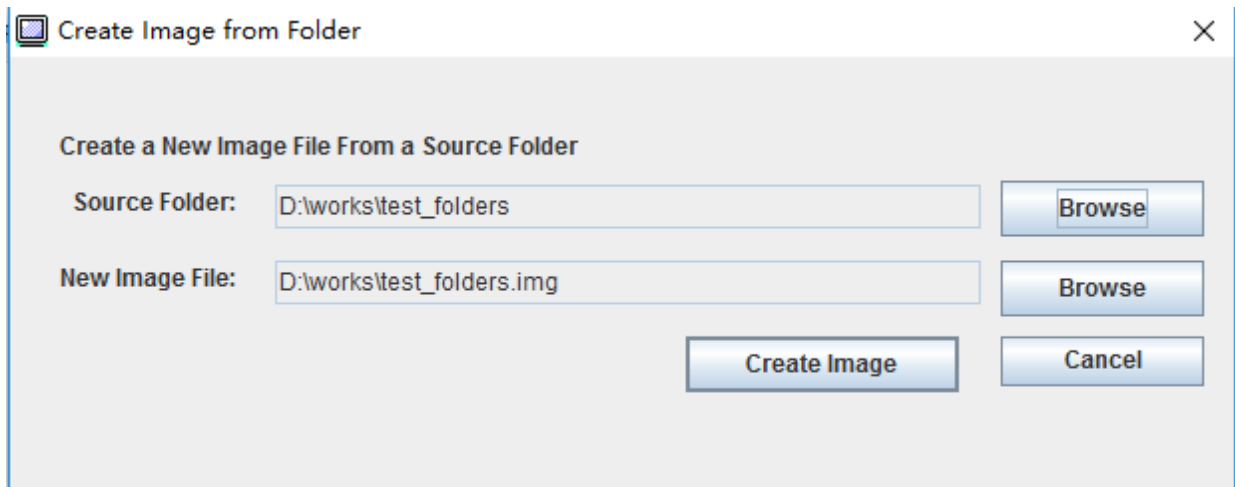 Create Image from Folder
Create a New Image File From a Source Folder
Source Folder: D:\works\test_folders Browse
New Image File: D:\works\test_folders.img Browse
Create Image Cancel